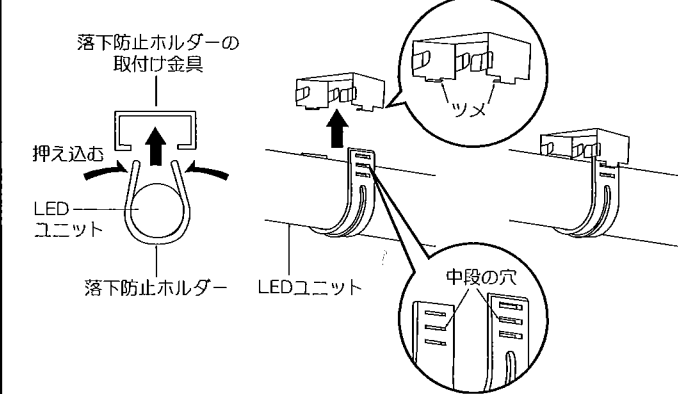 落下防止ホルダーの
取付け金具
押え込む
LED
ユニット
落下防止ホルダー
ツメ
LEDユニット
中段の穴